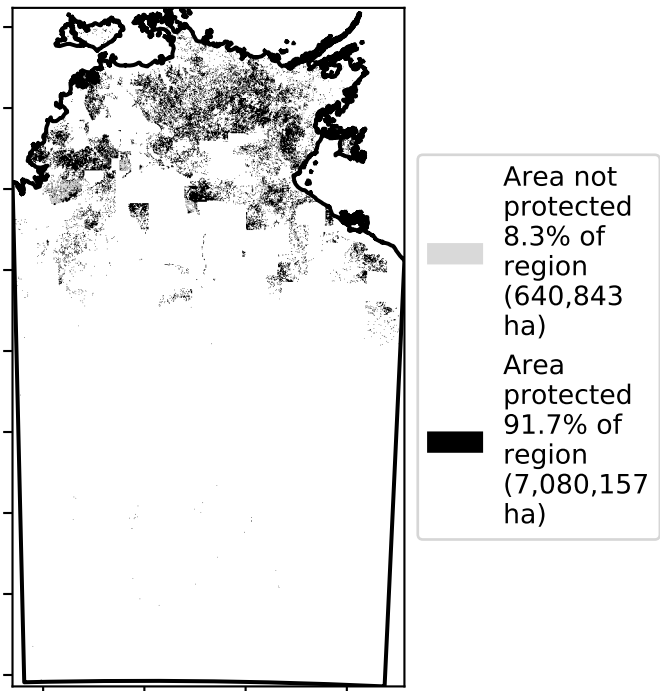 Area not
protected
8.3% of
region
(640,843
ha)
Area
protected
91.7% of
region
(7,080,157
ha)